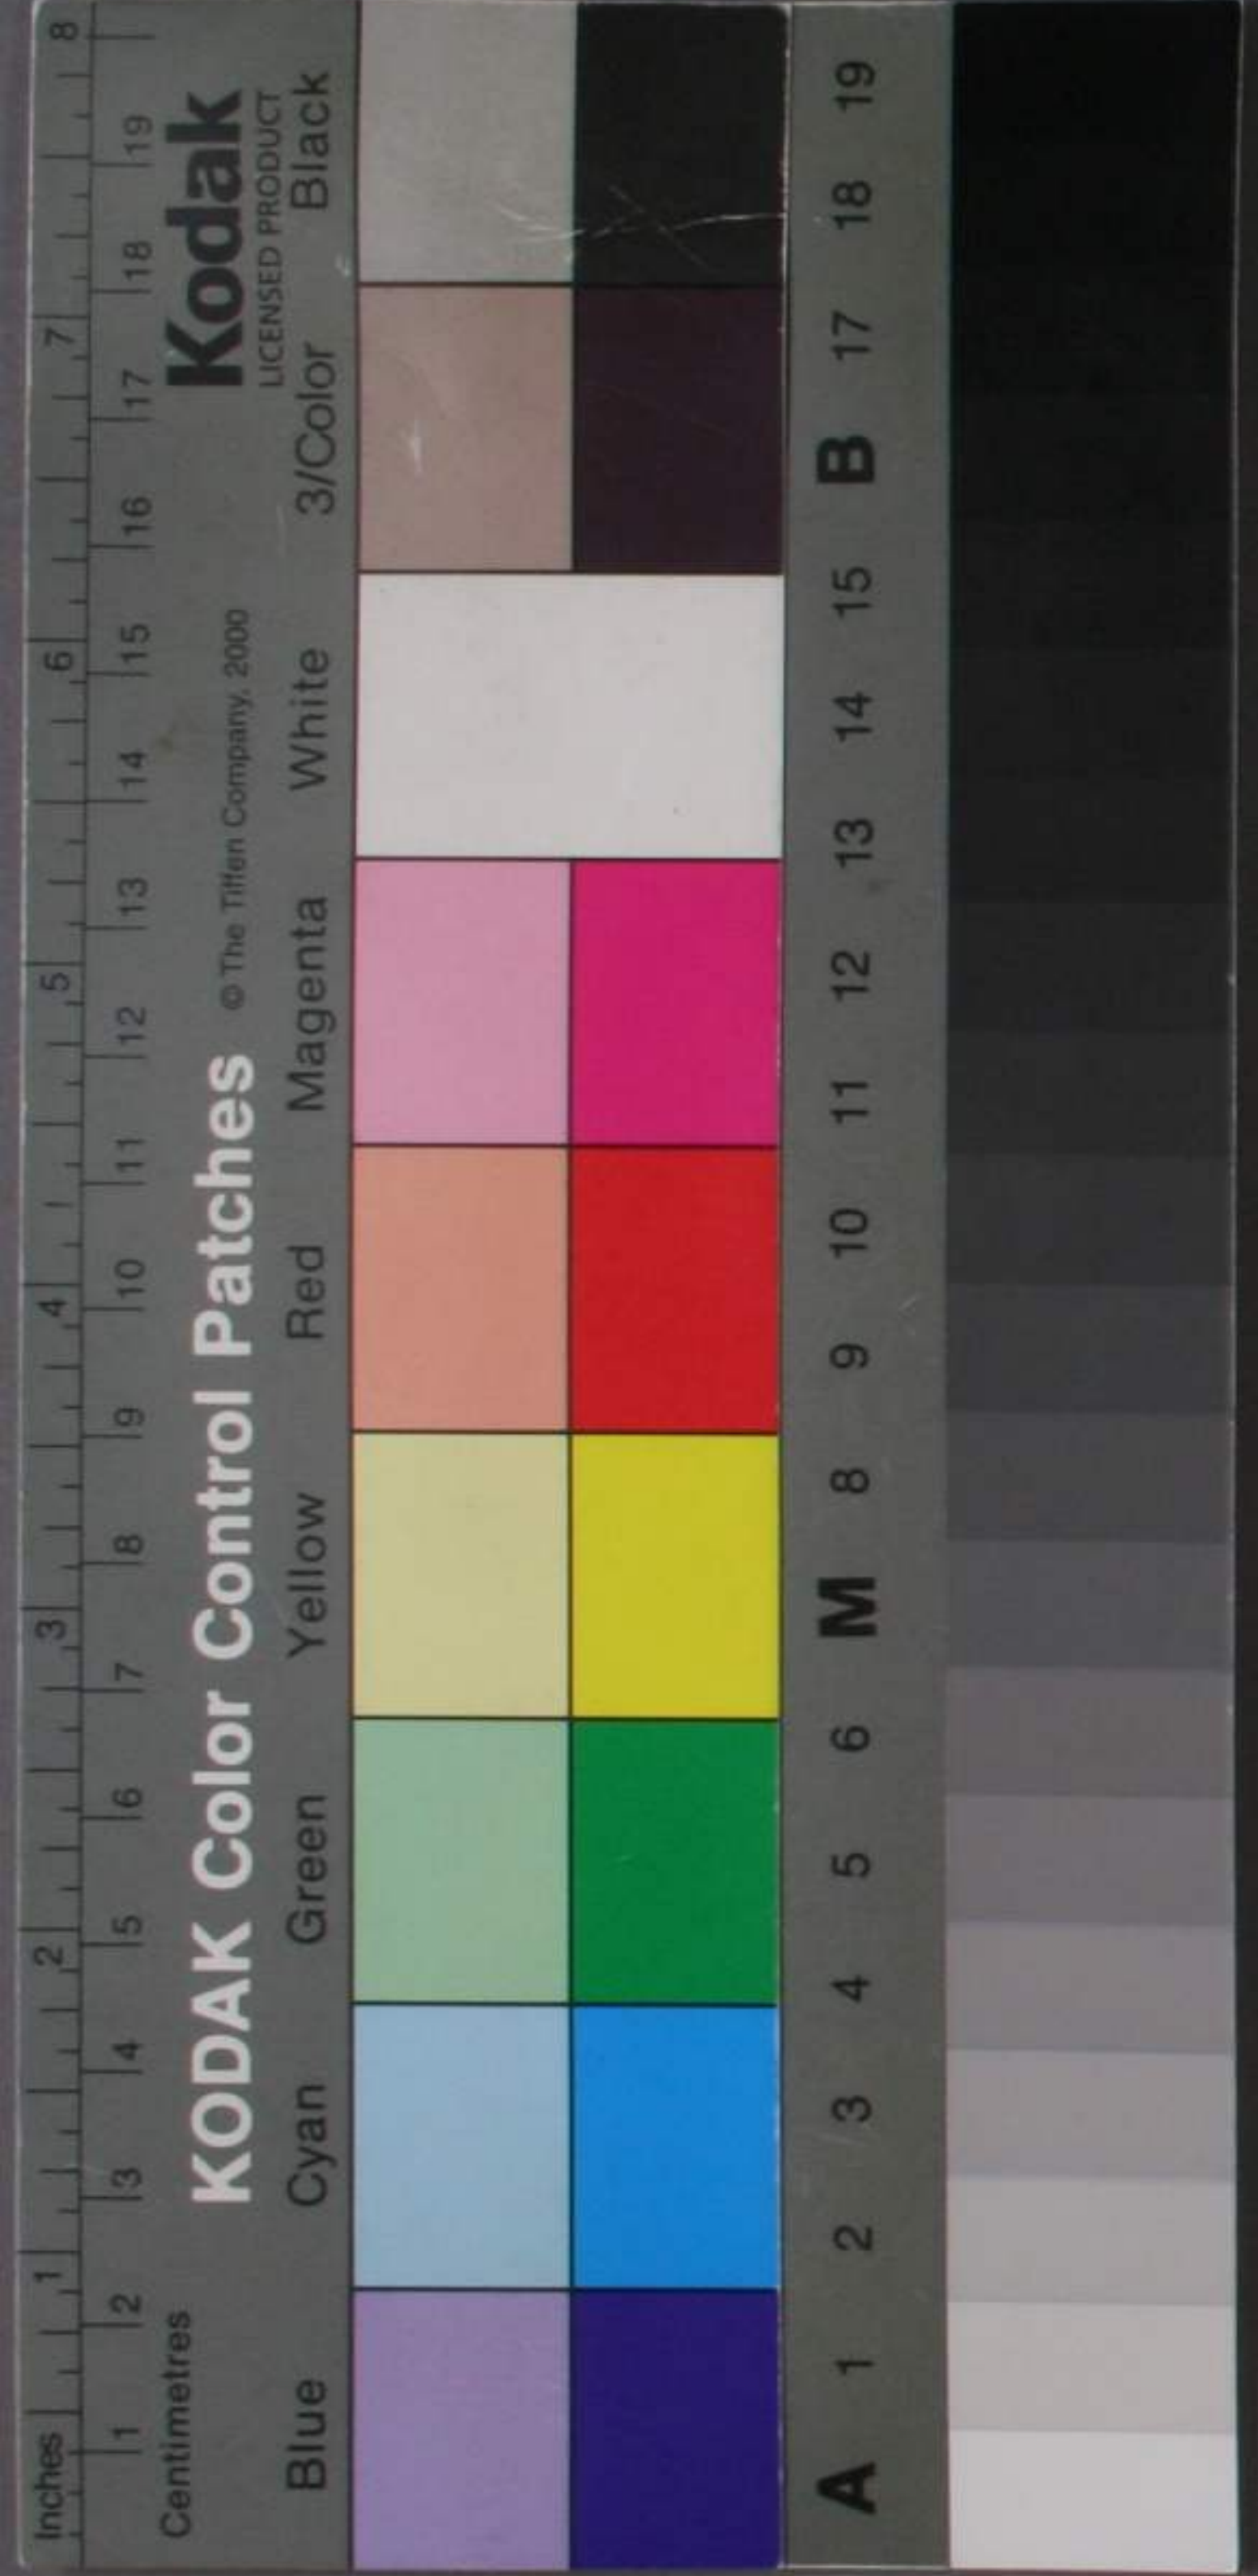 Inches 1 2 3 4 5 6 7 8
1 2 3 4 5 6 7 8 9 10 11 12 13 14 15 16 17 18 19
Centimetres
KODAK Color Control Patches © The Tiffen Company, 2000
Kodak
LICENSED PRODUCT
Blue Cyan Green Yellow Red Magenta White 3/Color Black
A 1 2 3 4 5 6 M 8 9 10 11 12 13 14 15 B 17 18 19